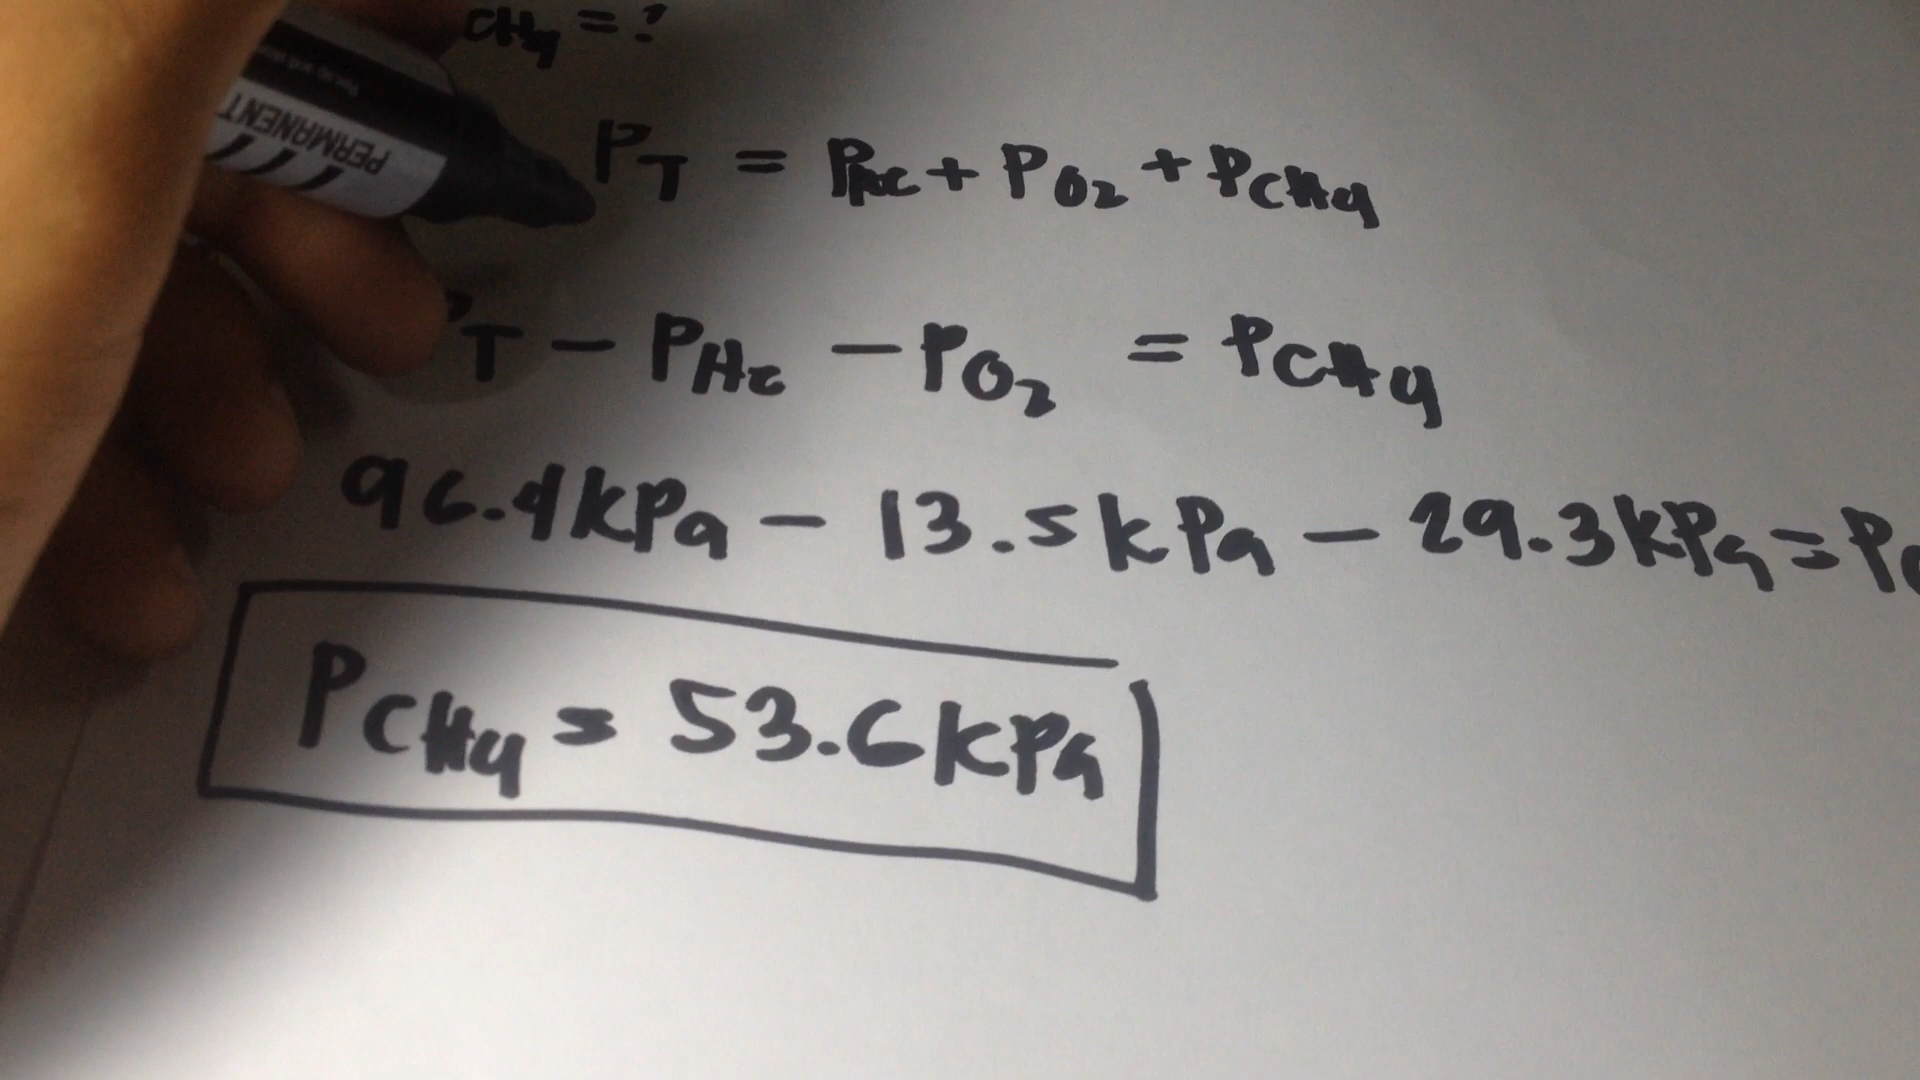 CH4 = ?
PERMANENT
PT = PHe + PO2 + PCH4
PT - PHe - PO2 = PCH4
96.4kPa - 13.5kPa - 29.3kPa = P
PCH4 = 53.6kPa